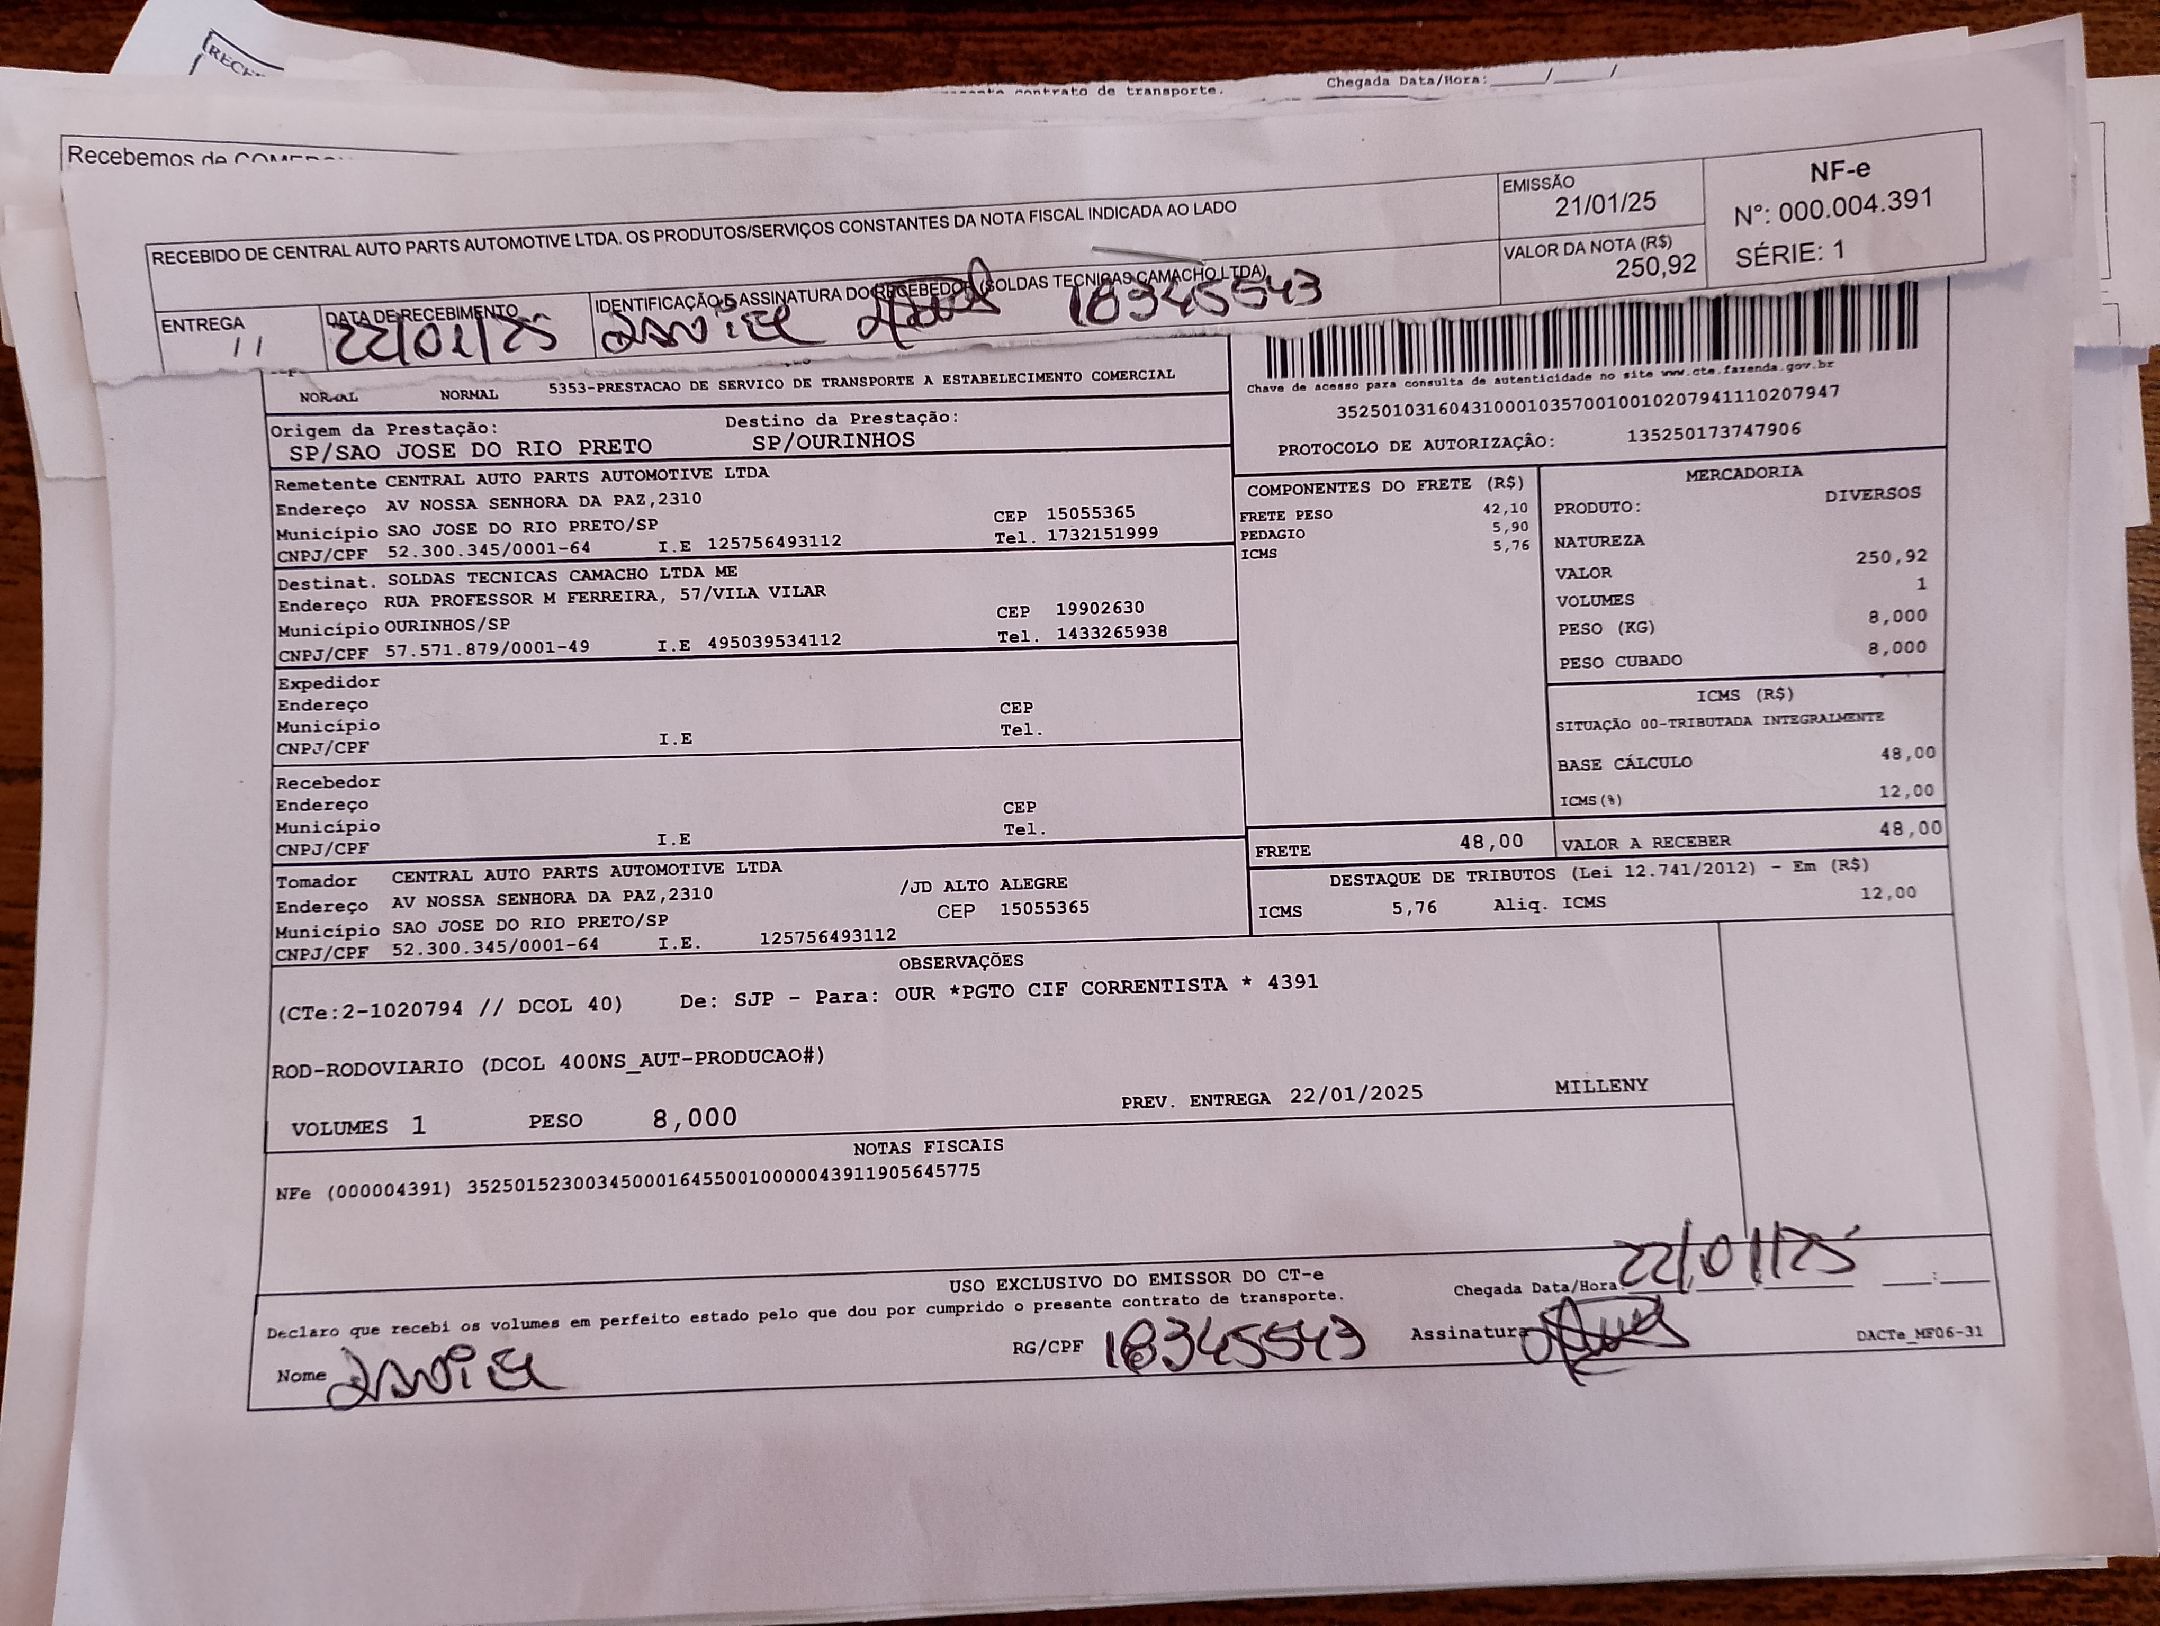 RECE
contrato de transporte.
Chegada Data/Hora: ____/____/
Recebemos de
RECEBIDO DE CENTRAL AUTO PARTS AUTOMOTIVE LTDA. OS PRODUTOS/SERVIÇOS CONSTANTES DA NOTA FISCAL INDICADA AO LADO
EMISSÃO
21/01/25
VALOR DA NOTA (R$)
250,92
NF-e
Nº: 000.004.391
SÉRIE: 1
ENTREGA
/ /
DATA DE RECEBIMENTO
22/01/25
IDENTIFICAÇÃO E ASSINATURA DO RECEBEDOR (SOLDAS TECNICAS CAMACHO LTDA)
18345543
NORMAL NORMAL 5353-PRESTACAO DE SERVICO DE TRANSPORTE A ESTABELECIMENTO COMERCIAL
Chave de acesso para consulta de autenticidade no site www.cte.fazenda.gov.br
35250103160431000103570010010207941110207947
PROTOCOLO DE AUTORIZAÇÃO: 135250173747906
Origem da Prestação: Destino da Prestação:
SP/SAO JOSE DO RIO PRETO SP/OURINHOS
Remetente CENTRAL AUTO PARTS AUTOMOTIVE LTDA
Endereço AV NOSSA SENHORA DA PAZ,2310
Município SAO JOSE DO RIO PRETO/SP CEP 15055365
CNPJ/CPF 52.300.345/0001-64 I.E 125756493112 Tel. 1732151999
Destinat. SOLDAS TECNICAS CAMACHO LTDA ME
Endereço RUA PROFESSOR M FERREIRA, 57/VILA VILAR
Município OURINHOS/SP CEP 19902630
CNPJ/CPF 57.571.879/0001-49 I.E 495039534112 Tel. 1433265938
Expedidor
Endereço
Município CEP
CNPJ/CPF I.E Tel.
Recebedor
Endereço
Município CEP
CNPJ/CPF I.E Tel.
Tomador CENTRAL AUTO PARTS AUTOMOTIVE LTDA
Endereço AV NOSSA SENHORA DA PAZ,2310 /JD ALTO ALEGRE
Município SAO JOSE DO RIO PRETO/SP CEP 15055365
CNPJ/CPF 52.300.345/0001-64 I.E. 125756493112
COMPONENTES DO FRETE (R$)
FRETE PESO 42,10
PEDAGIO 5,90
ICMS 5,76
MERCADORIA
PRODUTO: DIVERSOS
NATUREZA
VALOR 250,92
VOLUMES 1
PESO (KG) 8,000
PESO CUBADO 8,000
ICMS (R$)
SITUAÇÃO 00-TRIBUTADA INTEGRALMENTE
BASE CÁLCULO 48,00
ICMS(%) 12,00
FRETE 48,00 VALOR A RECEBER 48,00
DESTAQUE DE TRIBUTOS (Lei 12.741/2012) - Em (R$)
ICMS 5,76 Aliq. ICMS 12,00
OBSERVAÇÕES
(CTe:2-1020794 // DCOL 40) De: SJP - Para: OUR *PGTO CIF CORRENTISTA * 4391
ROD-RODOVIARIO (DCOL 400NS_AUT-PRODUCAO#)
VOLUMES 1 PESO 8,000 PREV. ENTREGA 22/01/2025 MILLENY
NOTAS FISCAIS
NFe (000004391) 35250152300345000164550010000043911905645775
USO EXCLUSIVO DO EMISSOR DO CT-e
Declaro que recebi os volumes em perfeito estado pelo que dou por cumprido o presente contrato de transporte.
Chegada Data/Hora: 22/01/25 ___:___
Nome
RG/CPF 18345543
Assinatura
DACTe_MF06-31